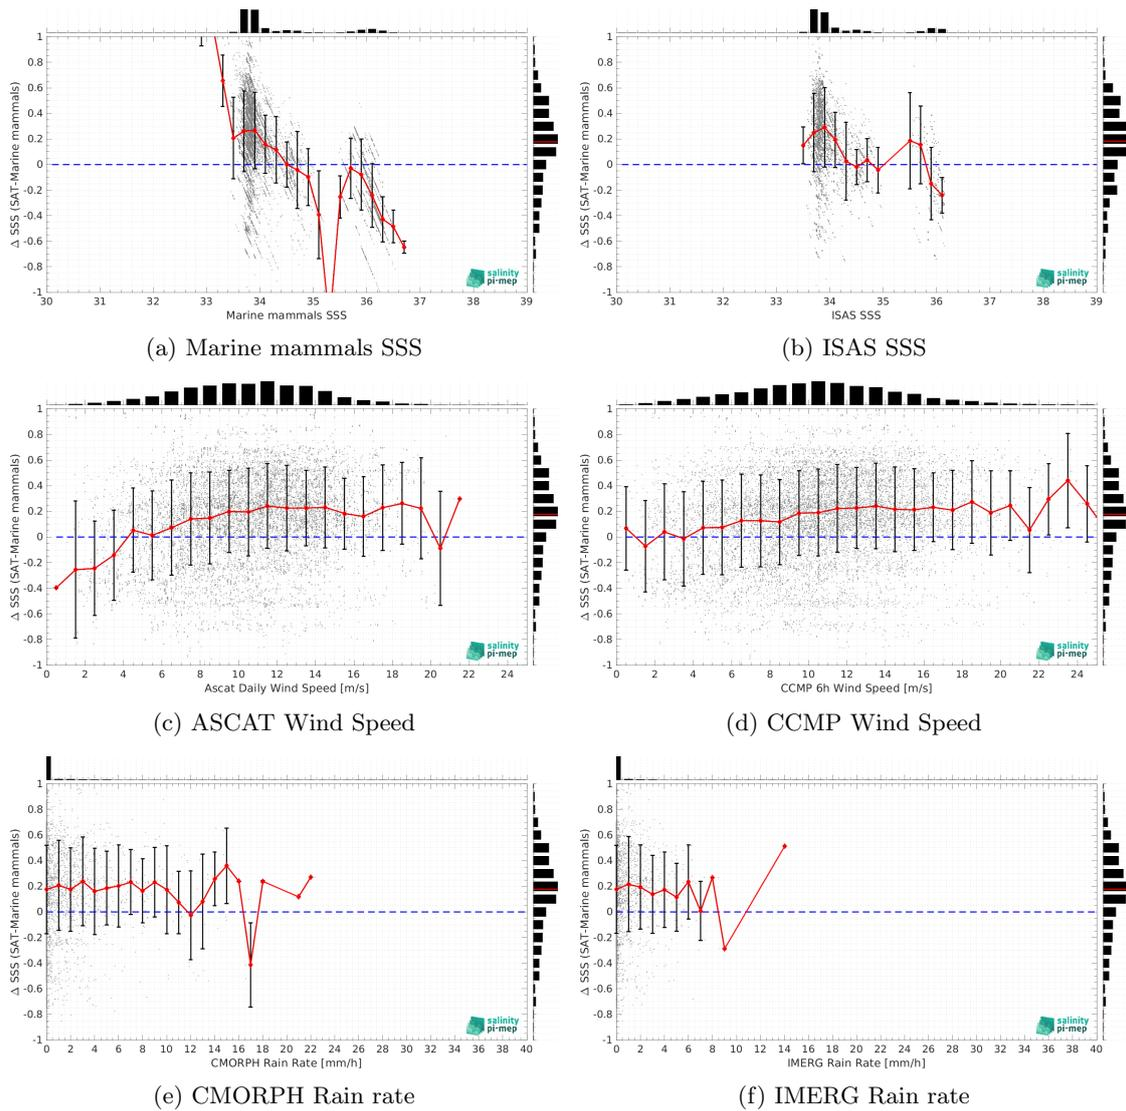 1
0.8
0.6
0.4
0.2
0
-0.2
-0.4
-0.6
-0.8
-1
Δ SSS (SAT-Marine mammals)
30 31 32 33 34 35 36 37 38 39
Marine mammals SSS
salinity
pi-mep
(a) Marine mammals SSS
1
0.8
0.6
0.4
0.2
0
-0.2
-0.4
-0.6
-0.8
-1
Δ SSS (SAT-Marine mammals)
30 31 32 33 34 35 36 37 38 39
ISAS SSS
salinity
pi-mep
(b) ISAS SSS
1
0.8
0.6
0.4
0.2
0
-0.2
-0.4
-0.6
-0.8
-1
Δ SSS (SAT-Marine mammals)
0 2 4 6 8 10 12 14 16 18 20 22 24
Ascat Daily Wind Speed [m/s]
salinity
pi-mep
(c) ASCAT Wind Speed
1
0.8
0.6
0.4
0.2
0
-0.2
-0.4
-0.6
-0.8
-1
Δ SSS (SAT-Marine mammals)
0 2 4 6 8 10 12 14 16 18 20 22 24
CCMP 6h Wind Speed [m/s]
salinity
pi-mep
(d) CCMP Wind Speed
1
0.8
0.6
0.4
0.2
0
-0.2
-0.4
-0.6
-0.8
-1
Δ SSS (SAT-Marine mammals)
0 2 4 6 8 10 12 14 16 18 20 22 24 26 28 30 32 34 36 38 40
CMORPH Rain Rate [mm/h]
salinity
pi-mep
(e) CMORPH Rain rate
1
0.8
0.6
0.4
0.2
0
-0.2
-0.4
-0.6
-0.8
-1
Δ SSS (SAT-Marine mammals)
0 2 4 6 8 10 12 14 16 18 20 22 24 26 28 30 32 34 36 38 40
IMERG Rain Rate [mm/h]
salinity
pi-mep
(f) IMERG Rain rate